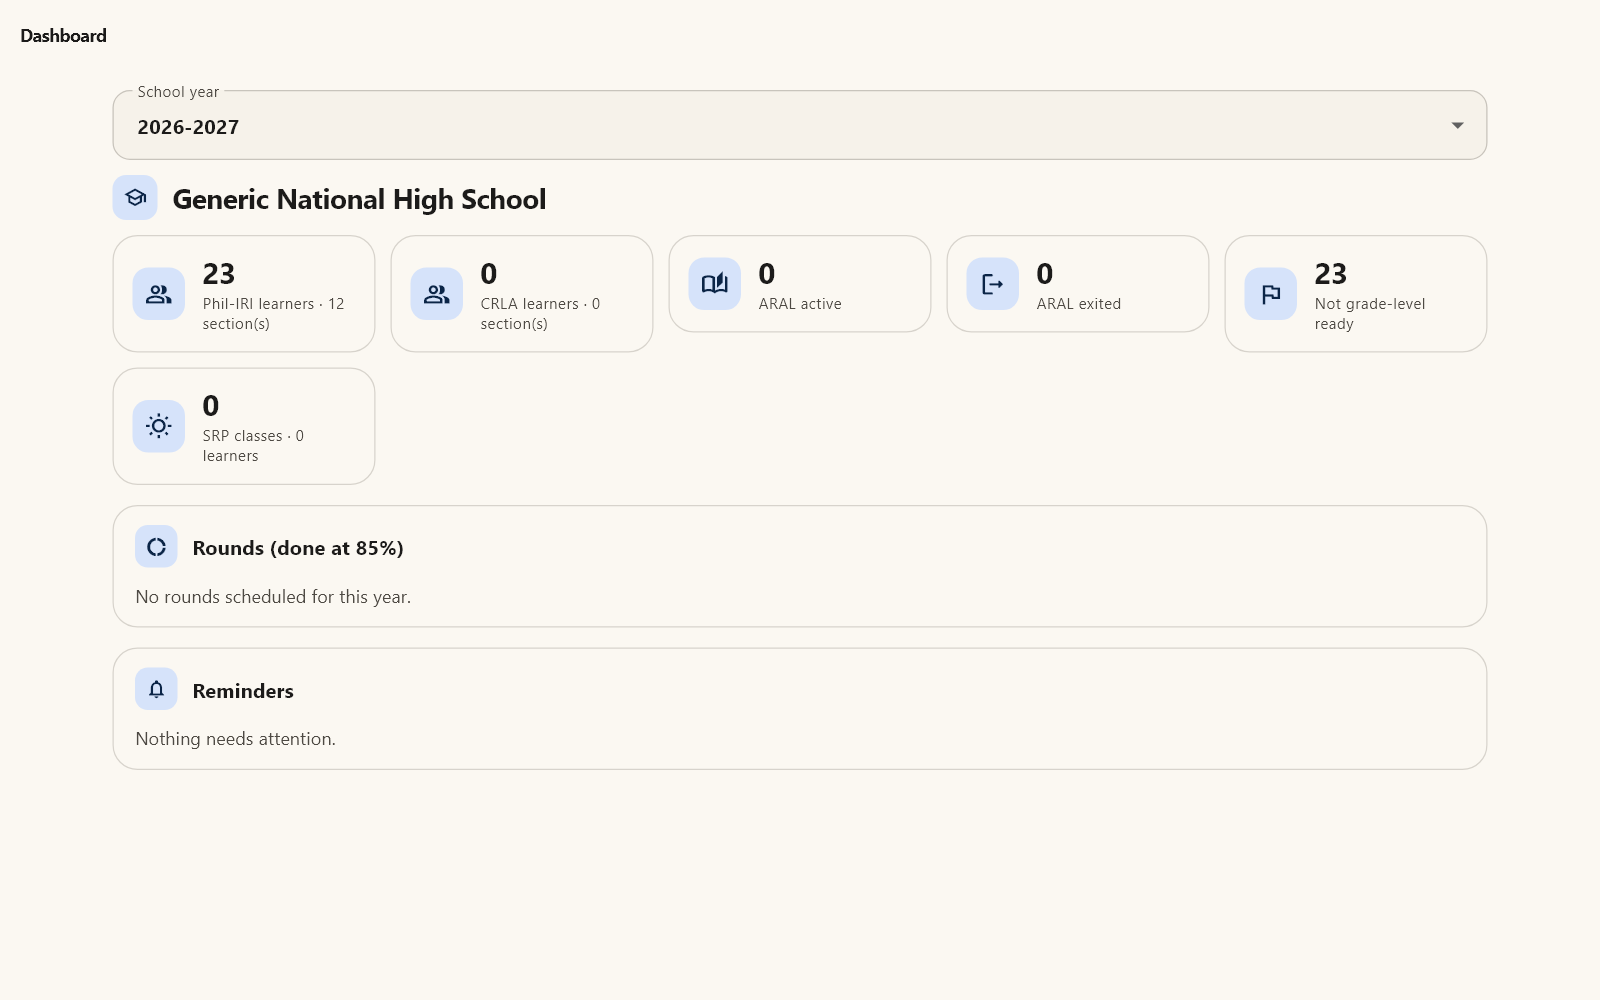 Dashboard
School year
2026-2027
Generic National High School
23
Phil-IRI learners · 12
section(s)
0
CRLA learners · 0
section(s)
0
ARAL active
0
ARAL exited
23
Not grade-level
ready
0
SRP classes · 0
learners
Rounds (done at 85%)
No rounds scheduled for this year.
Reminders
Nothing needs attention.